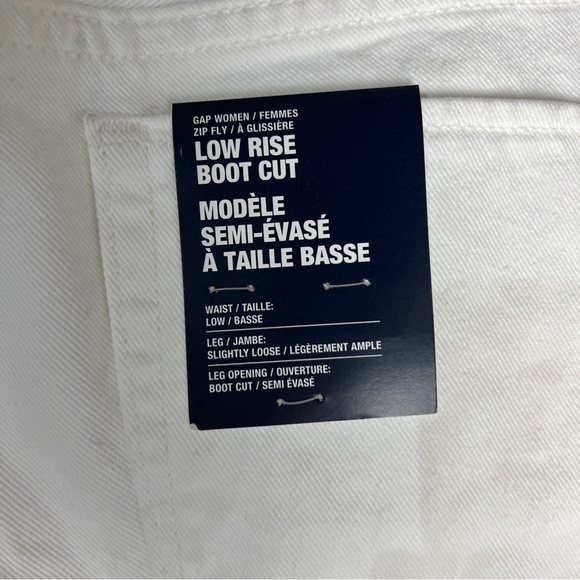 GAP WOMEN / FEMMES
ZIP FLY / À GLISSIÈRE
LOW RISE
BOOT CUT
MODÈLE
SEMI-ÉVASÉ
À TAILLE BASSE
WAIST / TAILLE:
LOW / BASSE
LEG / JAMBE:
SLIGHTLY LOOSE / LÉGÈREMENT AMPLE
LEG OPENING / OUVERTURE:
BOOT CUT / SEMI ÉVASÉ